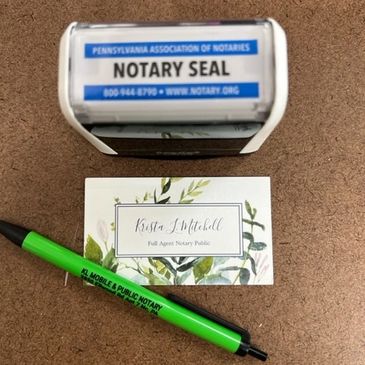 PENNSYLVANIA ASSOCIATION OF NOTARIES
NOTARY SEAL
800-944-8790 • WWW.NOTARY.ORG
Krista L Mitchell
Full Agent Notary Public
KL MOBILE & PUBLIC NOTARY